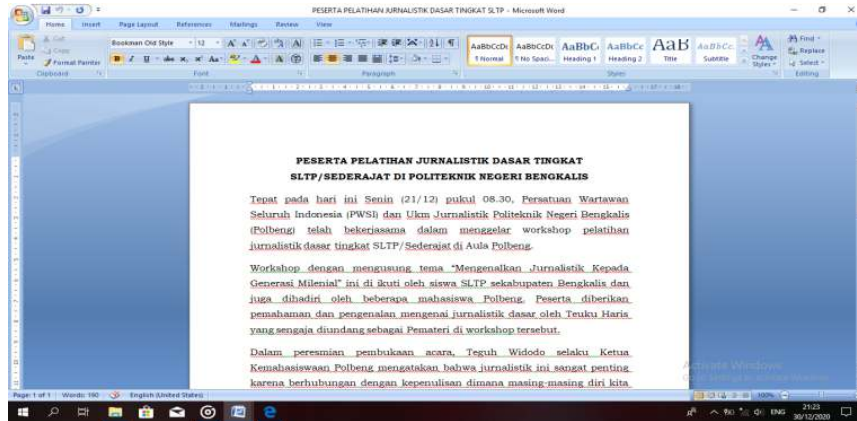 PESERTA PELATIHAN JURNALISTIK DASAR TINGKAT SLTP - Microsoft Word
Home Insert Page Layout References Mailings Review View
Cut
Copy
Format Painter
Paste
Clipboard
Bookman Old Style 12
Font
Paragraph
AaBbCcDc AaBbCcDc AaBbC AaBbCc AaB AaBbCc.
¶ Normal ¶ No Spaci... Heading 1 Heading 2 Title Subtitle
Change Styles
Styles
Find
Replace
Select
Editing
PESERTA PELATIHAN JURNALISTIK DASAR TINGKAT
SLTP/SEDERAJAT DI POLITEKNIK NEGERI BENGKALIS
Tepat pada hari ini Senin (21/12) pukul 08.30, Persatuan Wartawan
Seluruh Indonesia (PWSI) dan Ukm Jurnalistik Politeknik Negeri Bengkalis
(Polbeng) telah bekerjasama dalam menggelar workshop pelatihan
jurnalistik dasar tingkat SLTP/Sederajat di Aula Polbeng.
Workshop dengan mengusung tema “Mengenalkan Jurnalistik Kepada
Generasi Milenial” ini di ikuti oleh siswa SLTP sekabupaten Bengkalis dan
juga dihadiri oleh beberapa mahasiswa Polbeng. Peserta diberikan
pemahaman dan pengenalan mengenai jurnalistik dasar oleh Teuku Haris
yang sengaja diundang sebagai Pemateri di workshop tersebut.
Dalam peresmian pembukaan acara, Teguh Widodo selaku Ketua
Kemahasiswaan Polbeng mengatakan bahwa jurnalistik ini sangat penting
karena berhubungan dengan kepenulisan dimana masing-masing diri kita
Activate Windows
Page: 1 of 1 Words: 190 English (United States) 100%
ENG 21:23
30/12/2020